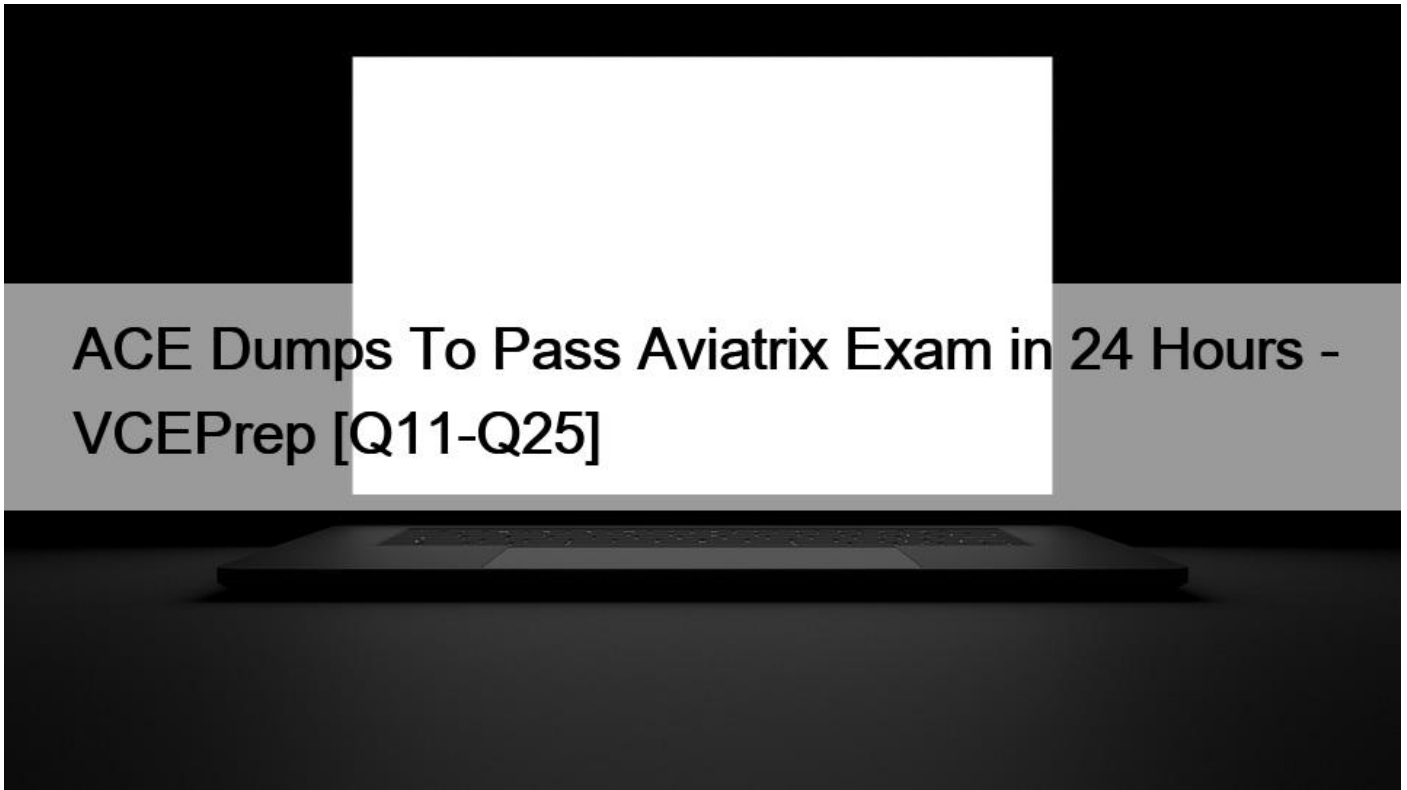 ACE Dumps To Pass Aviatrix Exam in 24 Hours -
VCEPrep [Q11-Q25]